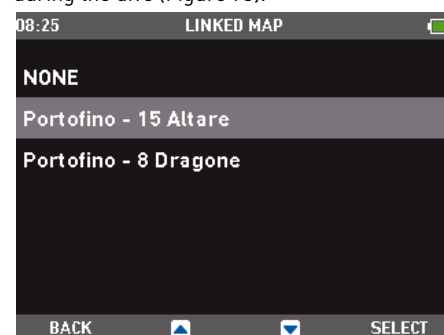 08:25 LINKED MAP
NONE
Portofino - 15 Altare
Portofino - 8 Dragone
BACK SELECT